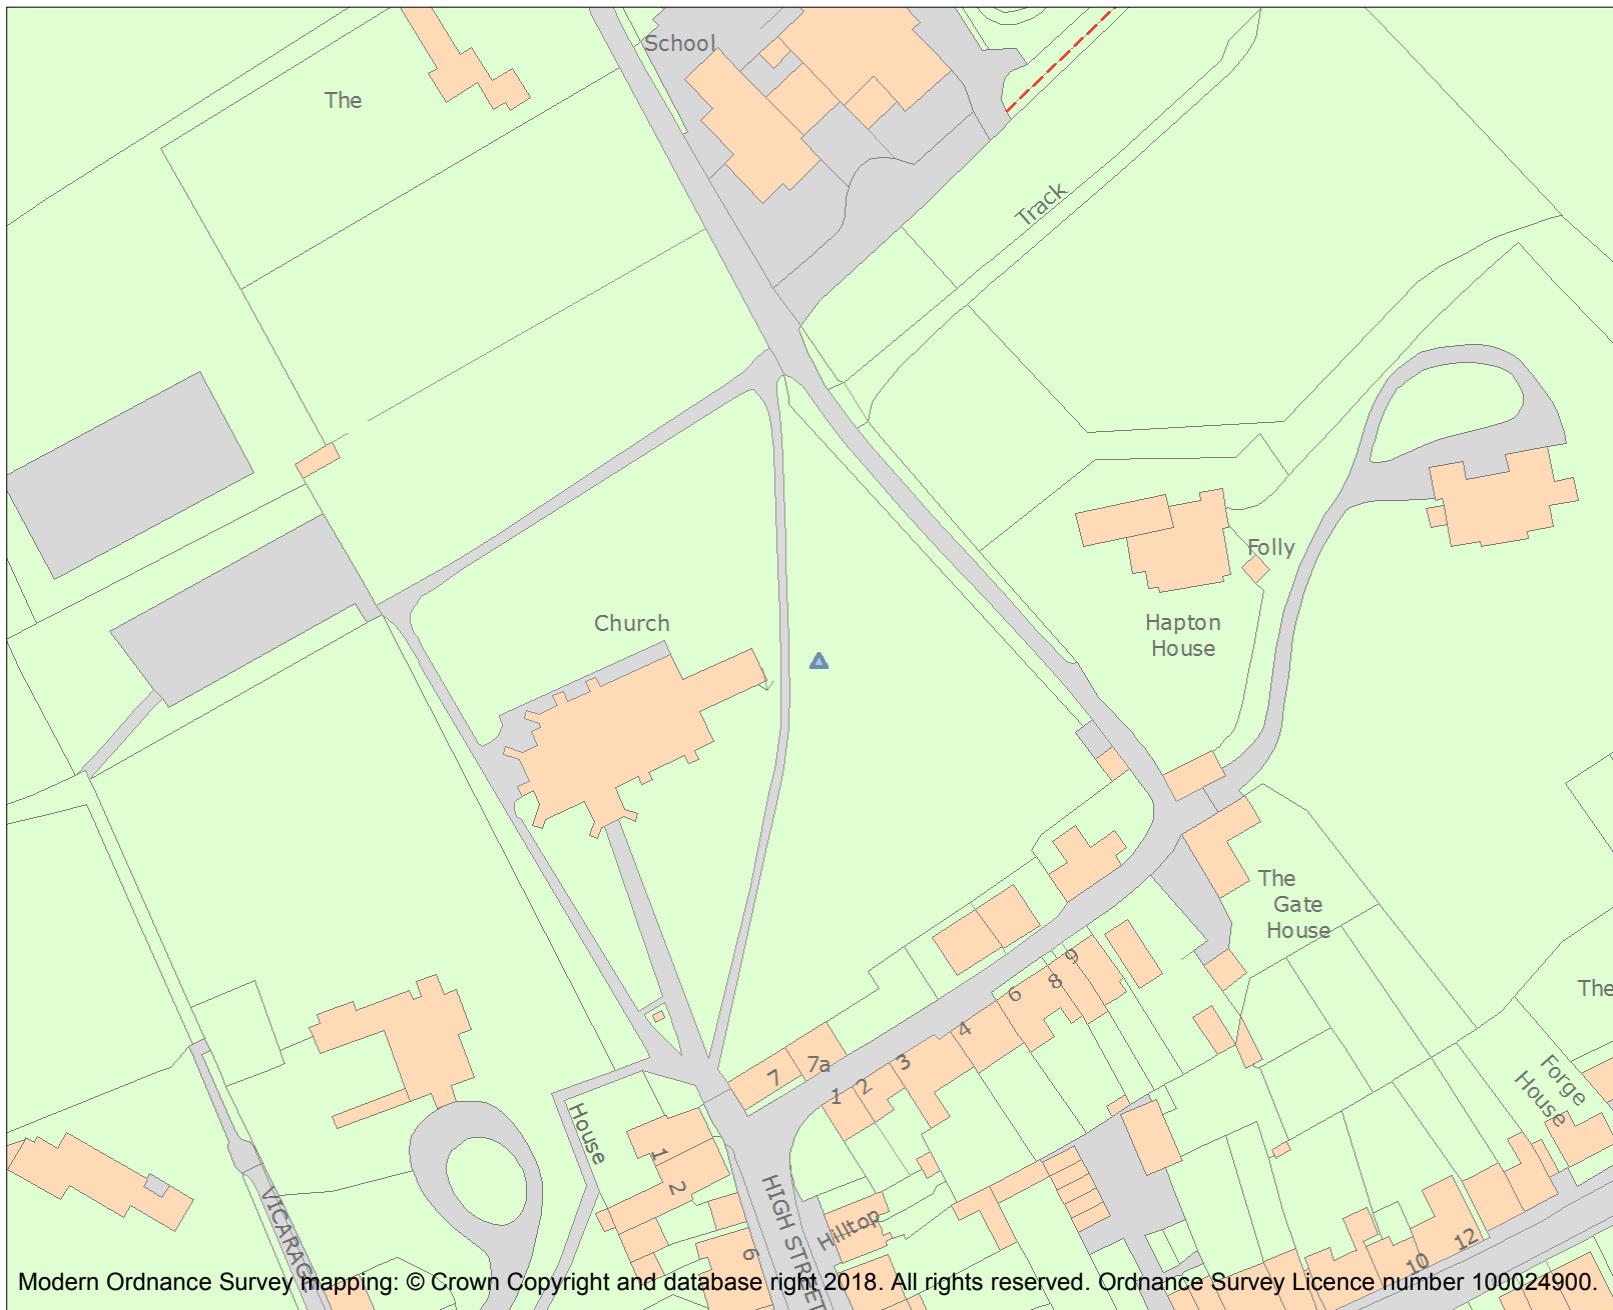 School
The
Track
Folly
Church
Hapton
House
The
Gate
House
The
9
8
6
4
3
7a
7
2
1
Forge
House
House
1
2
VICARAG
HIGH STREET
Hilltop
6
12
10
Modern Ordnance Survey mapping: © Crown Copyright and database right 2018. All rights reserved. Ordnance Survey Licence number 100024900.